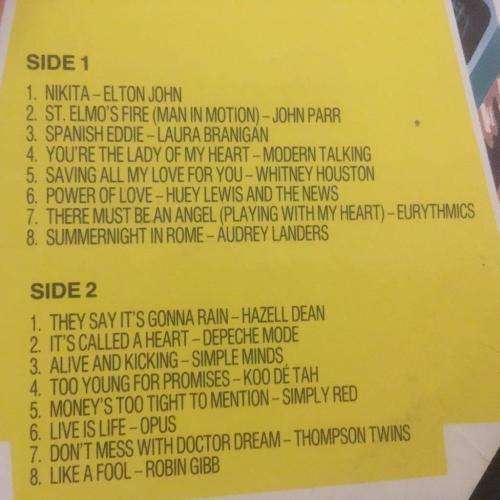 SIDE 1
1. NIKITA – ELTON JOHN
2. ST. ELMO'S FIRE (MAN IN MOTION) – JOHN PARR
3. SPANISH EDDIE – LAURA BRANIGAN
4. YOU'RE THE LADY OF MY HEART – MODERN TALKING
5. SAVING ALL MY LOVE FOR YOU – WHITNEY HOUSTON
6. POWER OF LOVE – HUEY LEWIS AND THE NEWS
7. THERE MUST BE AN ANGEL (PLAYING WITH MY HEART) – EURYTHMICS
8. SUMMERNIGHT IN ROME – AUDREY LANDERS
SIDE 2
1. THEY SAY IT'S GONNA RAIN – HAZELL DEAN
2. IT'S CALLED A HEART – DEPECHE MODE
3. ALIVE AND KICKING – SIMPLE MINDS
4. TOO YOUNG FOR PROMISES – KOO DÉ TAH
5. MONEY'S TOO TIGHT TO MENTION – SIMPLY RED
6. LIVE IS LIFE – OPUS
7. DON'T MESS WITH DOCTOR DREAM – THOMPSON TWINS
8. LIKE A FOOL – ROBIN GIBB